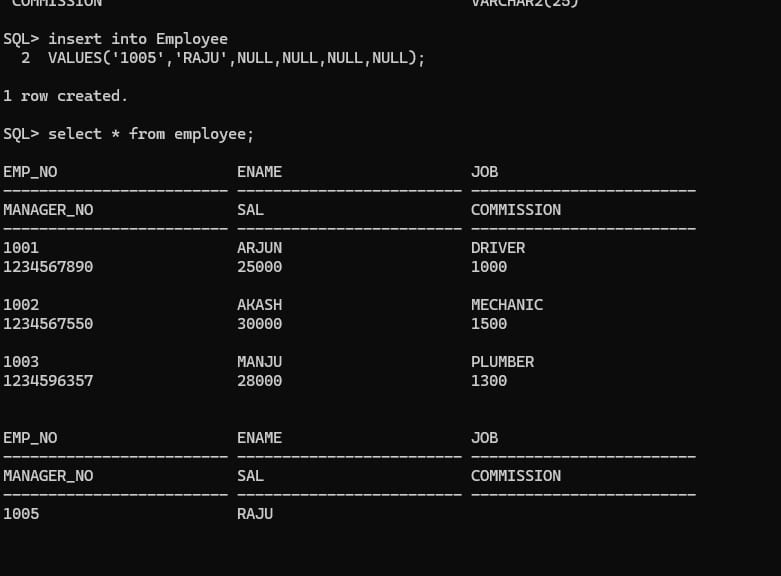 COMMISSION VARCHAR2(25)
SQL> insert into Employee
2 VALUES('1005','RAJU',NULL,NULL,NULL,NULL);
1 row created.
SQL> select * from employee;
EMP_NO ENAME JOB
------------------------- ------------------------- -------------------------
MANAGER_NO SAL COMMISSION
------------------------- ------------------------- -------------------------
1001 ARJUN DRIVER
1234567890 25000 1000
1002 AKASH MECHANIC
1234567550 30000 1500
1003 MANJU PLUMBER
1234596357 28000 1300
EMP_NO ENAME JOB
------------------------- ------------------------- -------------------------
MANAGER_NO SAL COMMISSION
------------------------- ------------------------- -------------------------
1005 RAJU